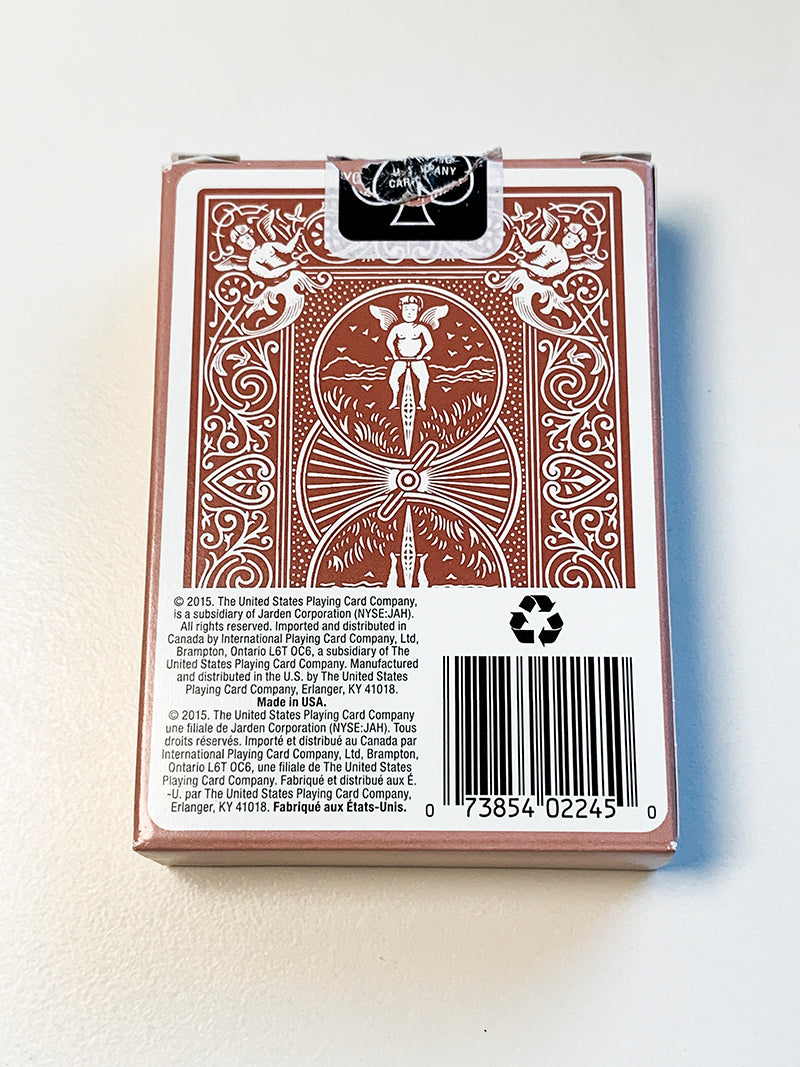 CARD
PANY
© 2015. The United States Playing Card Company,
is a subsidiary of Jarden Corporation (NYSE:JAH).
All rights reserved. Imported and distributed in
Canada by International Playing Card Company, Ltd,
Brampton, Ontario L6T OC6, a subsidiary of The
United States Playing Card Company. Manufactured
and distributed in the U.S. by The United States
Playing Card Company, Erlanger, KY 41018.
Made in USA.
© 2015. The United States Playing Card Company
une filiale de Jarden Corporation (NYSE:JAH). Tous
droits réservés. Importé et distribué au Canada par
International Playing Card Company, Ltd, Brampton,
Ontario L6T OC6, une filiale de The United States
Playing Card Company. Fabriqué et distribué aux É.
-U. par The United States Playing Card Company,
Erlanger, KY 41018. Fabriqué aux États-Unis.
0 73854 02245 0